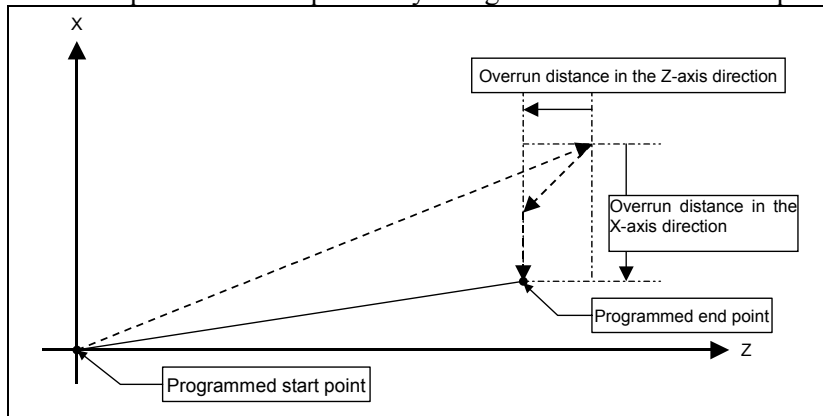 X
Overrun distance in the Z-axis direction
Overrun distance in the
X-axis direction
Programmed end point
Z
Programmed start point